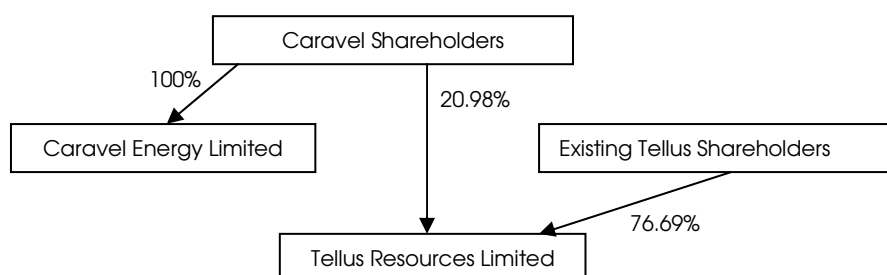 Caravel Shareholders
100%
20.98%
Caravel Energy Limited
Existing Tellus Shareholders
76.69%
Tellus Resources Limited